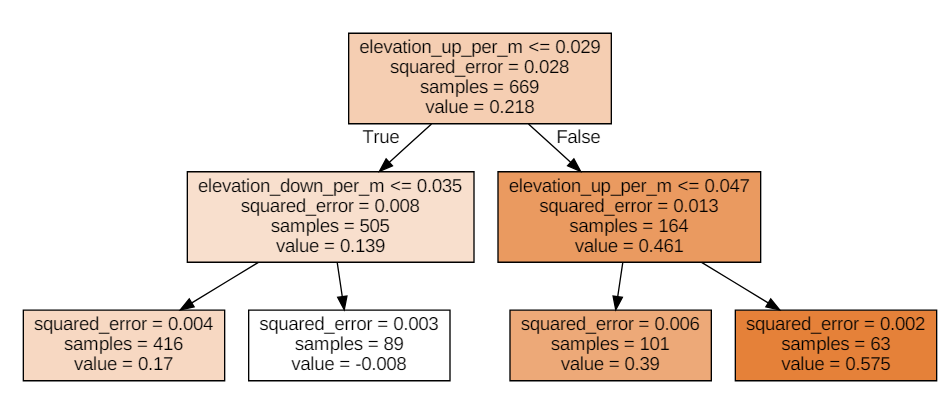 elevation_up_per_m <= 0.029
squared_error = 0.028
samples = 669
value = 0.218
True
False
elevation_down_per_m <= 0.035
squared_error = 0.008
samples = 505
value = 0.139
elevation_up_per_m <= 0.047
squared_error = 0.013
samples = 164
value = 0.461
squared_error = 0.004
samples = 416
value = 0.17
squared_error = 0.003
samples = 89
value = -0.008
squared_error = 0.006
samples = 101
value = 0.39
squared_error = 0.002
samples = 63
value = 0.575